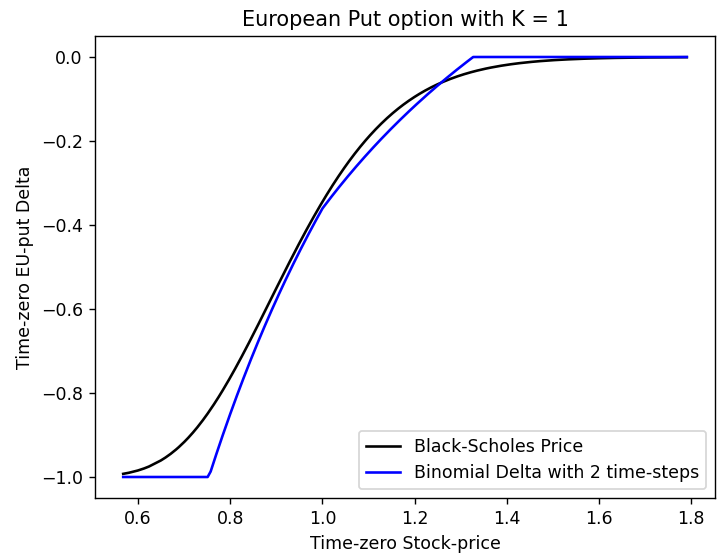 European Put option with K = 1
Time-zero EU-put Delta
0.0
−0.2
−0.4
−0.6
−0.8
−1.0
Black-Scholes Price
Binomial Delta with 2 time-steps
0.6 0.8 1.0 1.2 1.4 1.6 1.8
Time-zero Stock-price